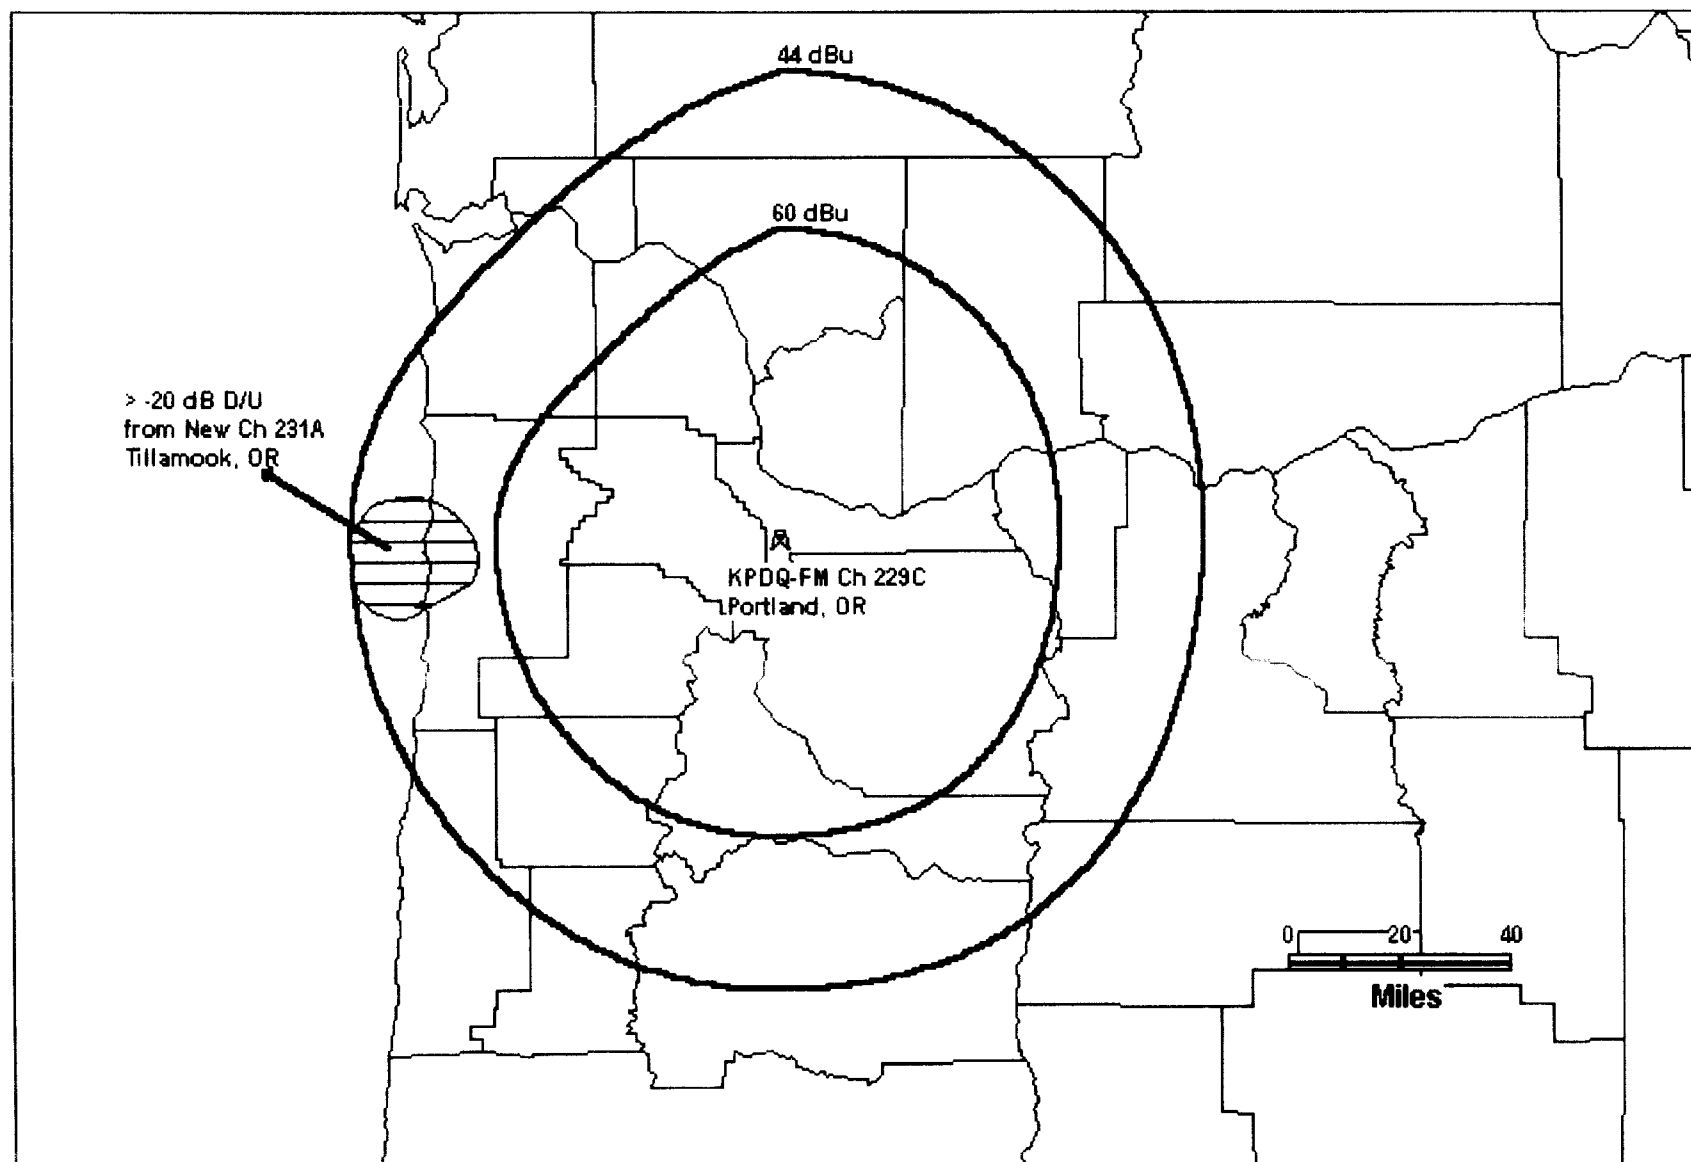 44 dBu
60 dBu
> -20 dB D/U
from New Ch 231A
Tillamook, OR
KPDQ-FM Ch 229C
Portland, OR
0 20 40
Miles